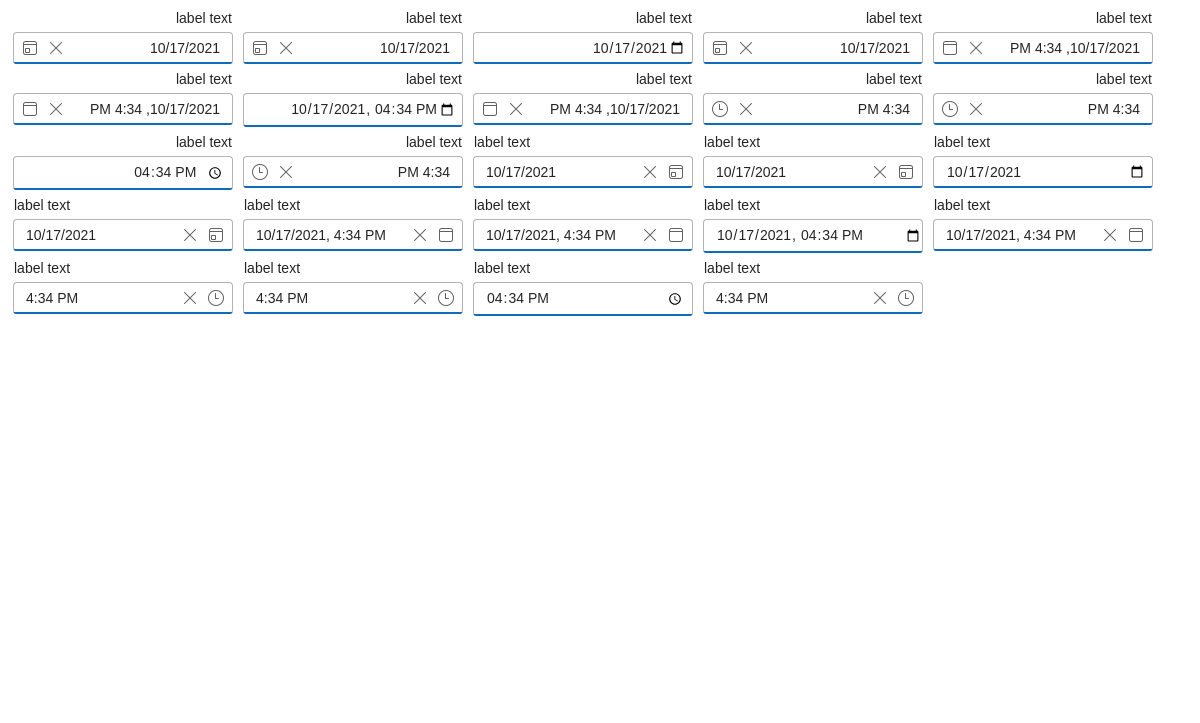 label text label text label text label text label text
10/17/2021 10/17/2021 10/17/2021 10/17/2021 PM 4:34 ,10/17/2021
label text label text label text label text label text
PM 4:34 ,10/17/2021 10/17/2021, 04:34 PM PM 4:34 ,10/17/2021 PM 4:34 PM 4:34
label text label text label text label text label text
04:34 PM PM 4:34 10/17/2021 10/17/2021 10/17/2021
label text label text label text label text label text
10/17/2021 10/17/2021, 4:34 PM 10/17/2021, 4:34 PM 10/17/2021, 04:34 PM 10/17/2021, 4:34 PM
label text label text label text label text
4:34 PM 4:34 PM 04:34 PM 4:34 PM